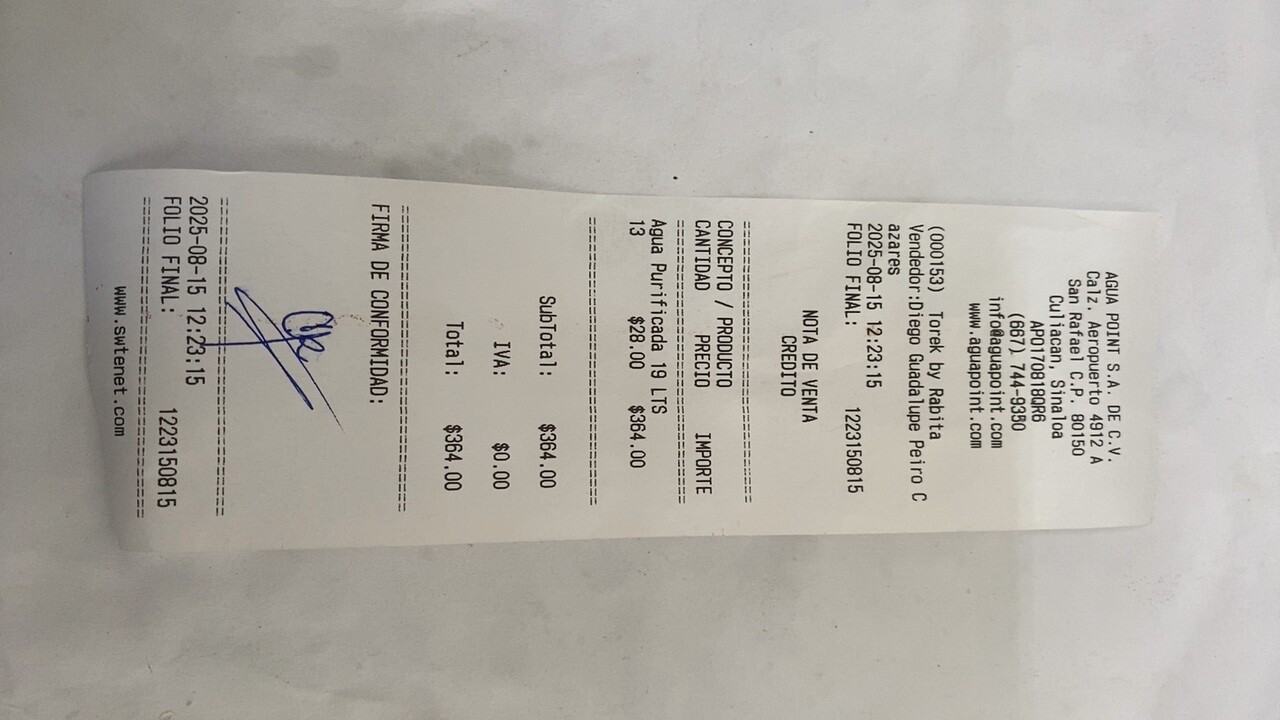 AGUA POINT S.A. DE C.V.
Calz. Aeropuerto 4912 A
San Rafael C.P. 80150
Culiacan, Sinaloa
APO170818QR6
(667) 744-9350
info@aguapoint.com
www.aguapoint.com
(000153) Torek by Rabita
Vendedor:Diego Guadalupe Peiro C
azares
2025-08-15 12:23:15
FOLIO FINAL: 1223150815
NOTA DE VENTA
CREDITO
--------------------------------
CONCEPTO / PRODUCTO
CANTIDAD PRECIO IMPORTE
--------------------------------
Agua Purificada 19 LTS
13 $28.00 $364.00
--------------------------------
SubTotal: $364.00
IVA: $0.00
Total: $364.00
--------------------------------
FIRMA DE CONFORMIDAD:
--------------------------------
2025-08-15 12:23:15
FOLIO FINAL: 1223150815
--------------------------------
www.swtenet.com